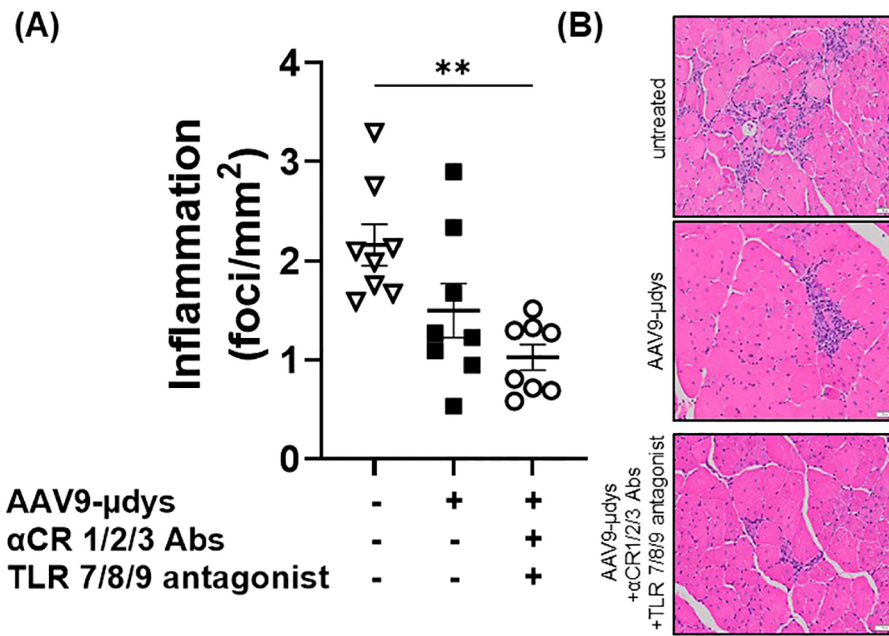 (A)
(B)
**
4
3
2
1
0
Inflammation
(foci/mm²)
AAV9-μdys - + +
αCR 1/2/3 Abs - - +
TLR 7/8/9 antagonist - - +
untreated
AAV9-μdys
AAV9-μdys
+αCR1/2/3 Abs
+TLR 7/8/9 antagonist